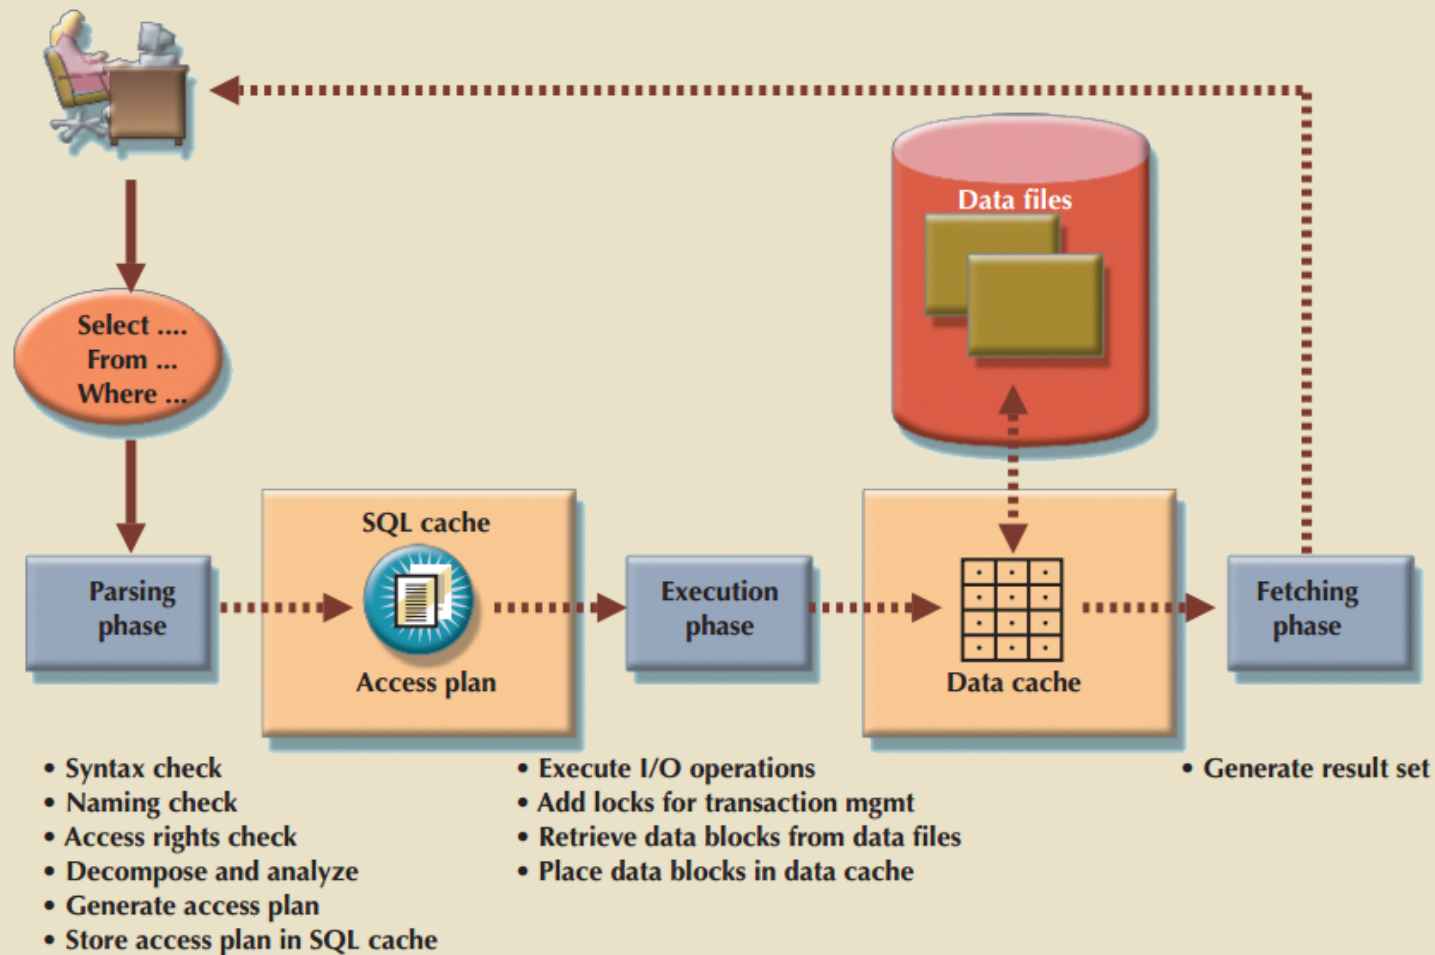 Data files
Select ....
From ...
Where ...
SQL cache
Parsing
phase
Execution
phase
Fetching
phase
Access plan
Data cache
• Syntax check
• Naming check
• Access rights check
• Decompose and analyze
• Generate access plan
• Store access plan in SQL cache
• Execute I/O operations
• Add locks for transaction mgmt
• Retrieve data blocks from data files
• Place data blocks in data cache
• Generate result set